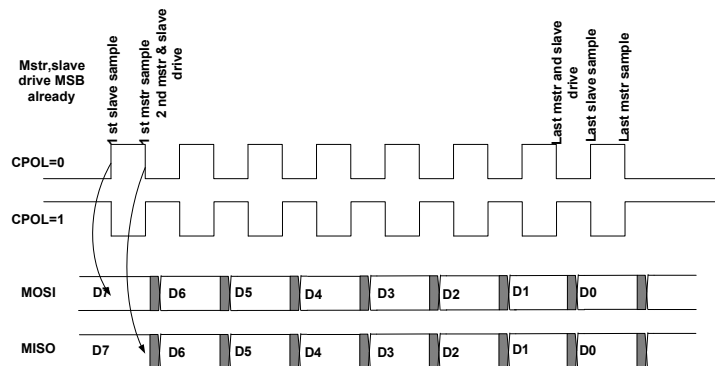 Mstr,slave
drive MSB
already
1 st slave sample
1 st mstr sample
2 nd mstr & slave
drive
Last mstr and slave
drive
Last slave sample
Last mstr sample
CPOL=0
CPOL=1
MOSI D7 D6 D5 D4 D3 D2 D1 D0
MISO D7 D6 D5 D4 D3 D2 D1 D0